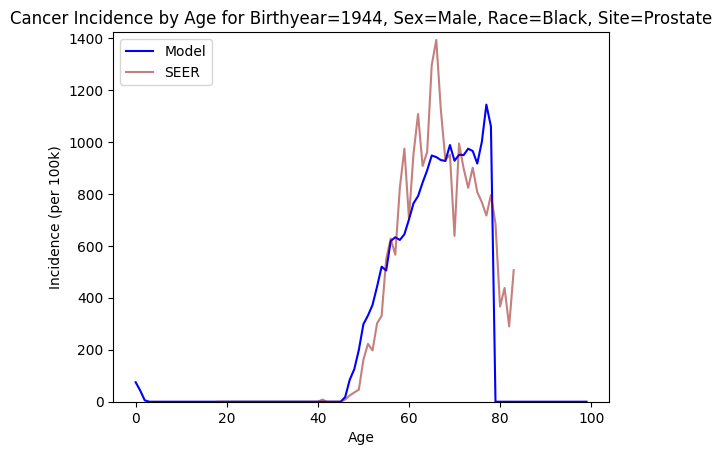 Cancer Incidence by Age for Birthyear=1944, Sex=Male, Race=Black, Site=Prostate
Model
SEER
1400
1200
1000
800
600
400
200
0
Incidence (per 100k)
0 20 40 60 80 100
Age